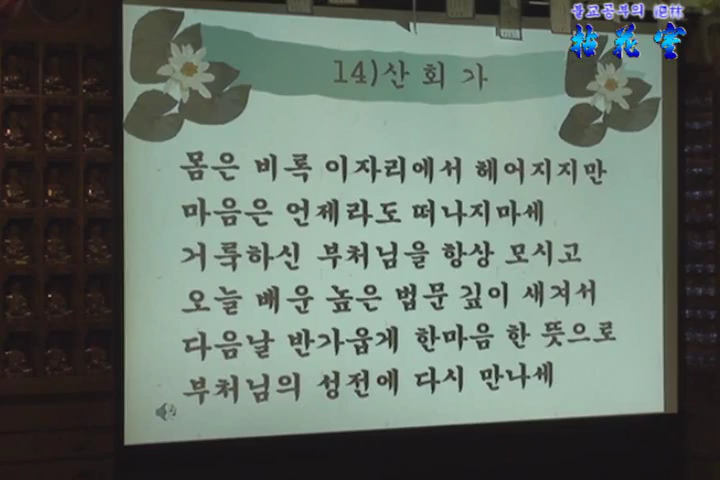 불교공부의 메카
拈花室
14)산 회 가
몸은 비록 이자리에서 헤어지지만
마음은 언제라도 떠나지마세
거룩하신 부처님을 항상 모시고
오늘 배운 높은 법문 깊이 새겨서
다음날 반가웁게 한마음 한 뜻으로
부처님의 성전에 다시 만나세